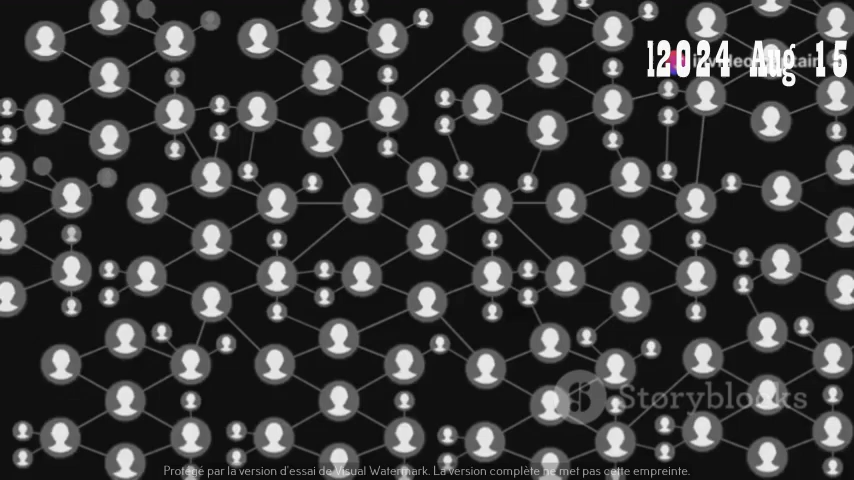 12024 Aug 15
Storyblocks
Protégé par la version d'essai de Visual Watermark. La version complète ne met pas cette empreinte.